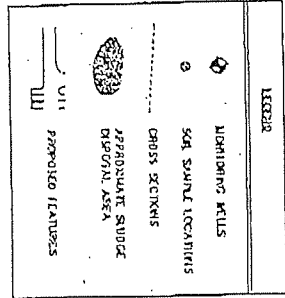 LEGEND
MONITORING WELLS
SOIL SAMPLE LOCATIONS
CROSS SECTIONS
APPROXIMATE SLUDGE
DISPOSAL AREA
PROPOSED FEATURES